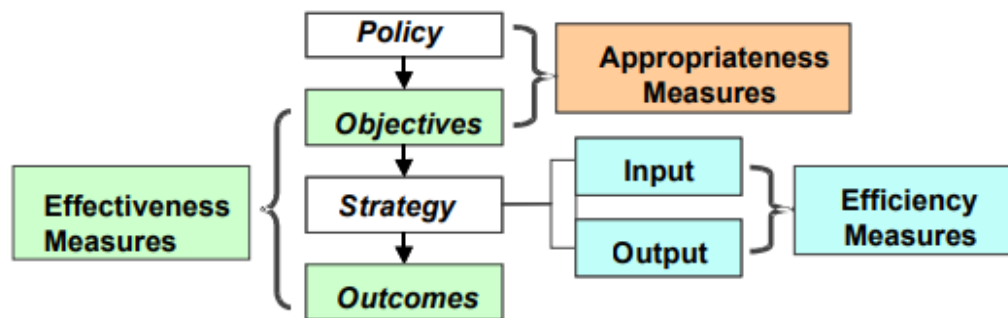 Policy
Appropriateness
Measures
Objectives
Effectiveness
Measures
Strategy
Input
Output
Efficiency
Measures
Outcomes